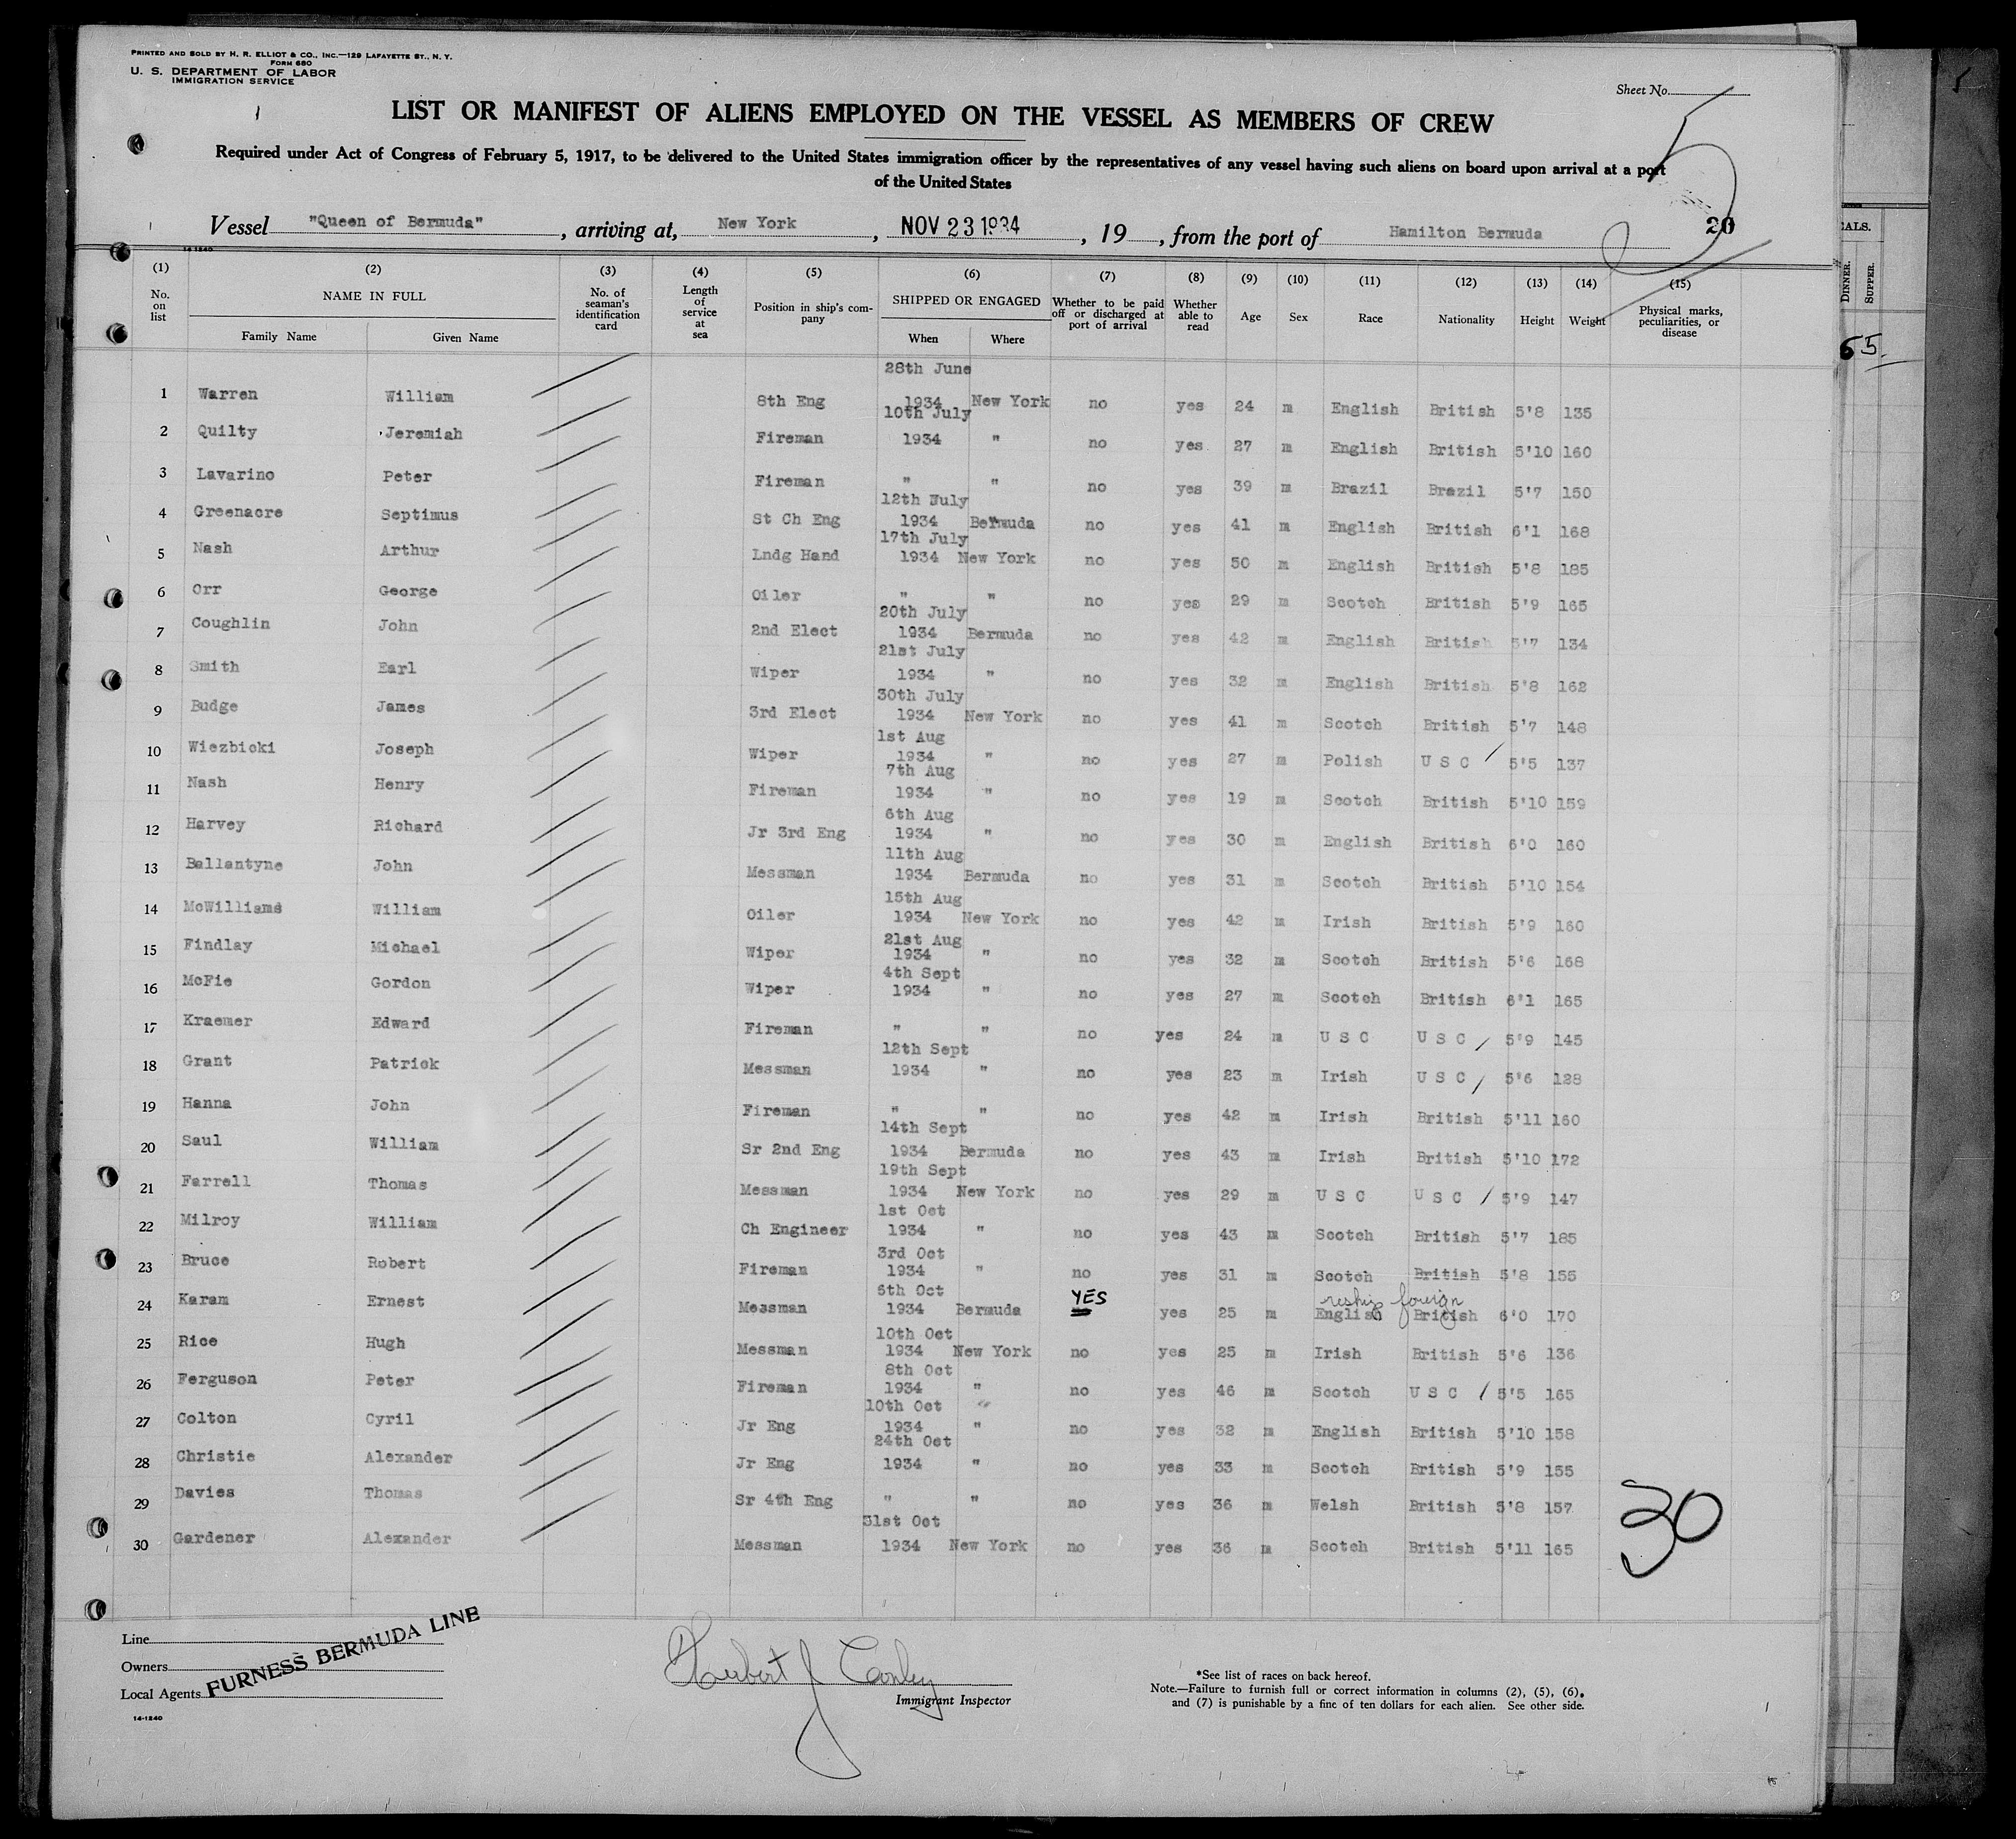 PRINTED AND SOLD BY H. R. ELLIOT & CO., INC.—129 LAFAYETTE ST., N. Y.
FORM 680
U. S. DEPARTMENT OF LABOR
IMMIGRATION SERVICE
Sheet No.
5
LIST OR MANIFEST OF ALIENS EMPLOYED ON THE VESSEL AS MEMBERS OF CREW
Required under Act of Congress of February 5, 1917, to be delivered to the United States immigration officer by the representatives of any vessel having such aliens on board upon arrival at a port
of the United States
Vessel "Queen of Bermuda", arriving at, New York, NOV 23 1934, 19, from the port of Hamilton Bermuda 20
14-1240
(1) (2) (3) (4) (5) (6) (7) (8) (9) (10) (11) (12) (13) (14) (15)
No. on list NAME IN FULL Family Name Given Name No. of seaman's identification card Length of service at sea Position in ship's company SHIPPED OR ENGAGED When Where Whether to be paid off or discharged at port of arrival Whether able to read Age Sex Race Nationality Height Weight Physical marks, peculiarities, or disease
1 Warren William 8th Eng 28th June 1934 New York no yes 24 m English British 5'8 135
2 Quilty Jeremiah Fireman 10th July 1934 " no yes 27 m English British 5'10 160
3 Lavarino Peter Fireman " " no yes 39 m Brazil Brazil 5'7 150
4 Greenacre Septimus St Ch Eng 12th July 1934 Bermuda no yes 41 m English British 6'1 168
5 Nash Arthur Lndg Hand 17th July 1934 New York no yes 50 m English British 5'8 185
6 Orr George Oiler " " no yes 29 m Scotch British 5'9 165
7 Coughlin John 2nd Elect 20th July 1934 Bermuda no yes 42 m English British 5'7 134
8 Smith Earl Wiper 21st July 1934 " no yes 32 m English British 5'8 162
9 Budge James 3rd Elect 30th July 1934 New York no yes 41 m Scotch British 5'7 148
10 Wiezbicki Joseph Wiper 1st Aug 1934 " no yes 27 m Polish U S C / 5'5 137
11 Nash Henry Fireman 7th Aug 1934 " no yes 19 m Scotch British 5'10 159
12 Harvey Richard Jr 3rd Eng 6th Aug 1934 " no yes 30 m English British 6'0 160
13 Ballantyne John Messman 11th Aug 1934 Bermuda no yes 31 m Scotch British 5'10 154
14 McWilliams William Oiler 15th Aug 1934 New York no yes 42 m Irish British 5'9 160
15 Findlay Michael Wiper 21st Aug 1934 " no yes 32 m Scotch British 5'6 168
16 McFie Gordon Wiper 4th Sept 1934 " no yes 27 m Scotch British 6'1 165
17 Kraemer Edward Fireman " " no yes 24 m U S C U S C / 5'9 145
18 Grant Patrick Messman 12th Sept 1934 " no yes 23 m Irish U S C / 5'6 128
19 Hanna John Fireman " " no yes 42 m Irish British 5'11 160
20 Saul William Sr 2nd Eng 14th Sept 1934 Bermuda no yes 43 m Irish British 5'10 172
21 Farrell Thomas Messman 19th Sept 1934 New York no yes 29 m U S C U S C / 5'9 147
22 Milroy William Ch Engineer 1st Oct 1934 " no yes 43 m Scotch British 5'7 185
23 Bruce Robert Fireman 3rd Oct 1934 " no yes 31 m Scotch British 5'8 155
reship foreign
24 Karam Ernest Messman 6th Oct 1934 Bermuda YES yes 25 m English British 6'0 170
25 Rice Hugh Messman 10th Oct 1934 New York no yes 25 m Irish British 5'6 136
26 Ferguson Peter Fireman 8th Oct 1934 " no yes 46 m Scotch U S C / 5'5 165
27 Colton Cyril Jr Eng 10th Oct 1934 " no yes 32 m English British 5'10 158
28 Christie Alexander Jr Eng 24th Oct 1934 " no yes 33 m Scotch British 5'9 155
29 Davies Thomas Sr 4th Eng " " no yes 36 m Welsh British 5'8 157
30 Gardener Alexander Messman 31st Oct 1934 New York no yes 36 m Scotch British 5'11 165
30
Line
Owners
Local Agents
FURNESS BERMUDA LINE
14-1240
Herbert J Conley
Immigrant Inspector
*See list of races on back hereof.
Note.—Failure to furnish full or correct information in columns (2), (5), (6), and (7) is punishable by a fine of ten dollars for each alien. See other side.
ALS.
DINNER.
SUPPER.
65.